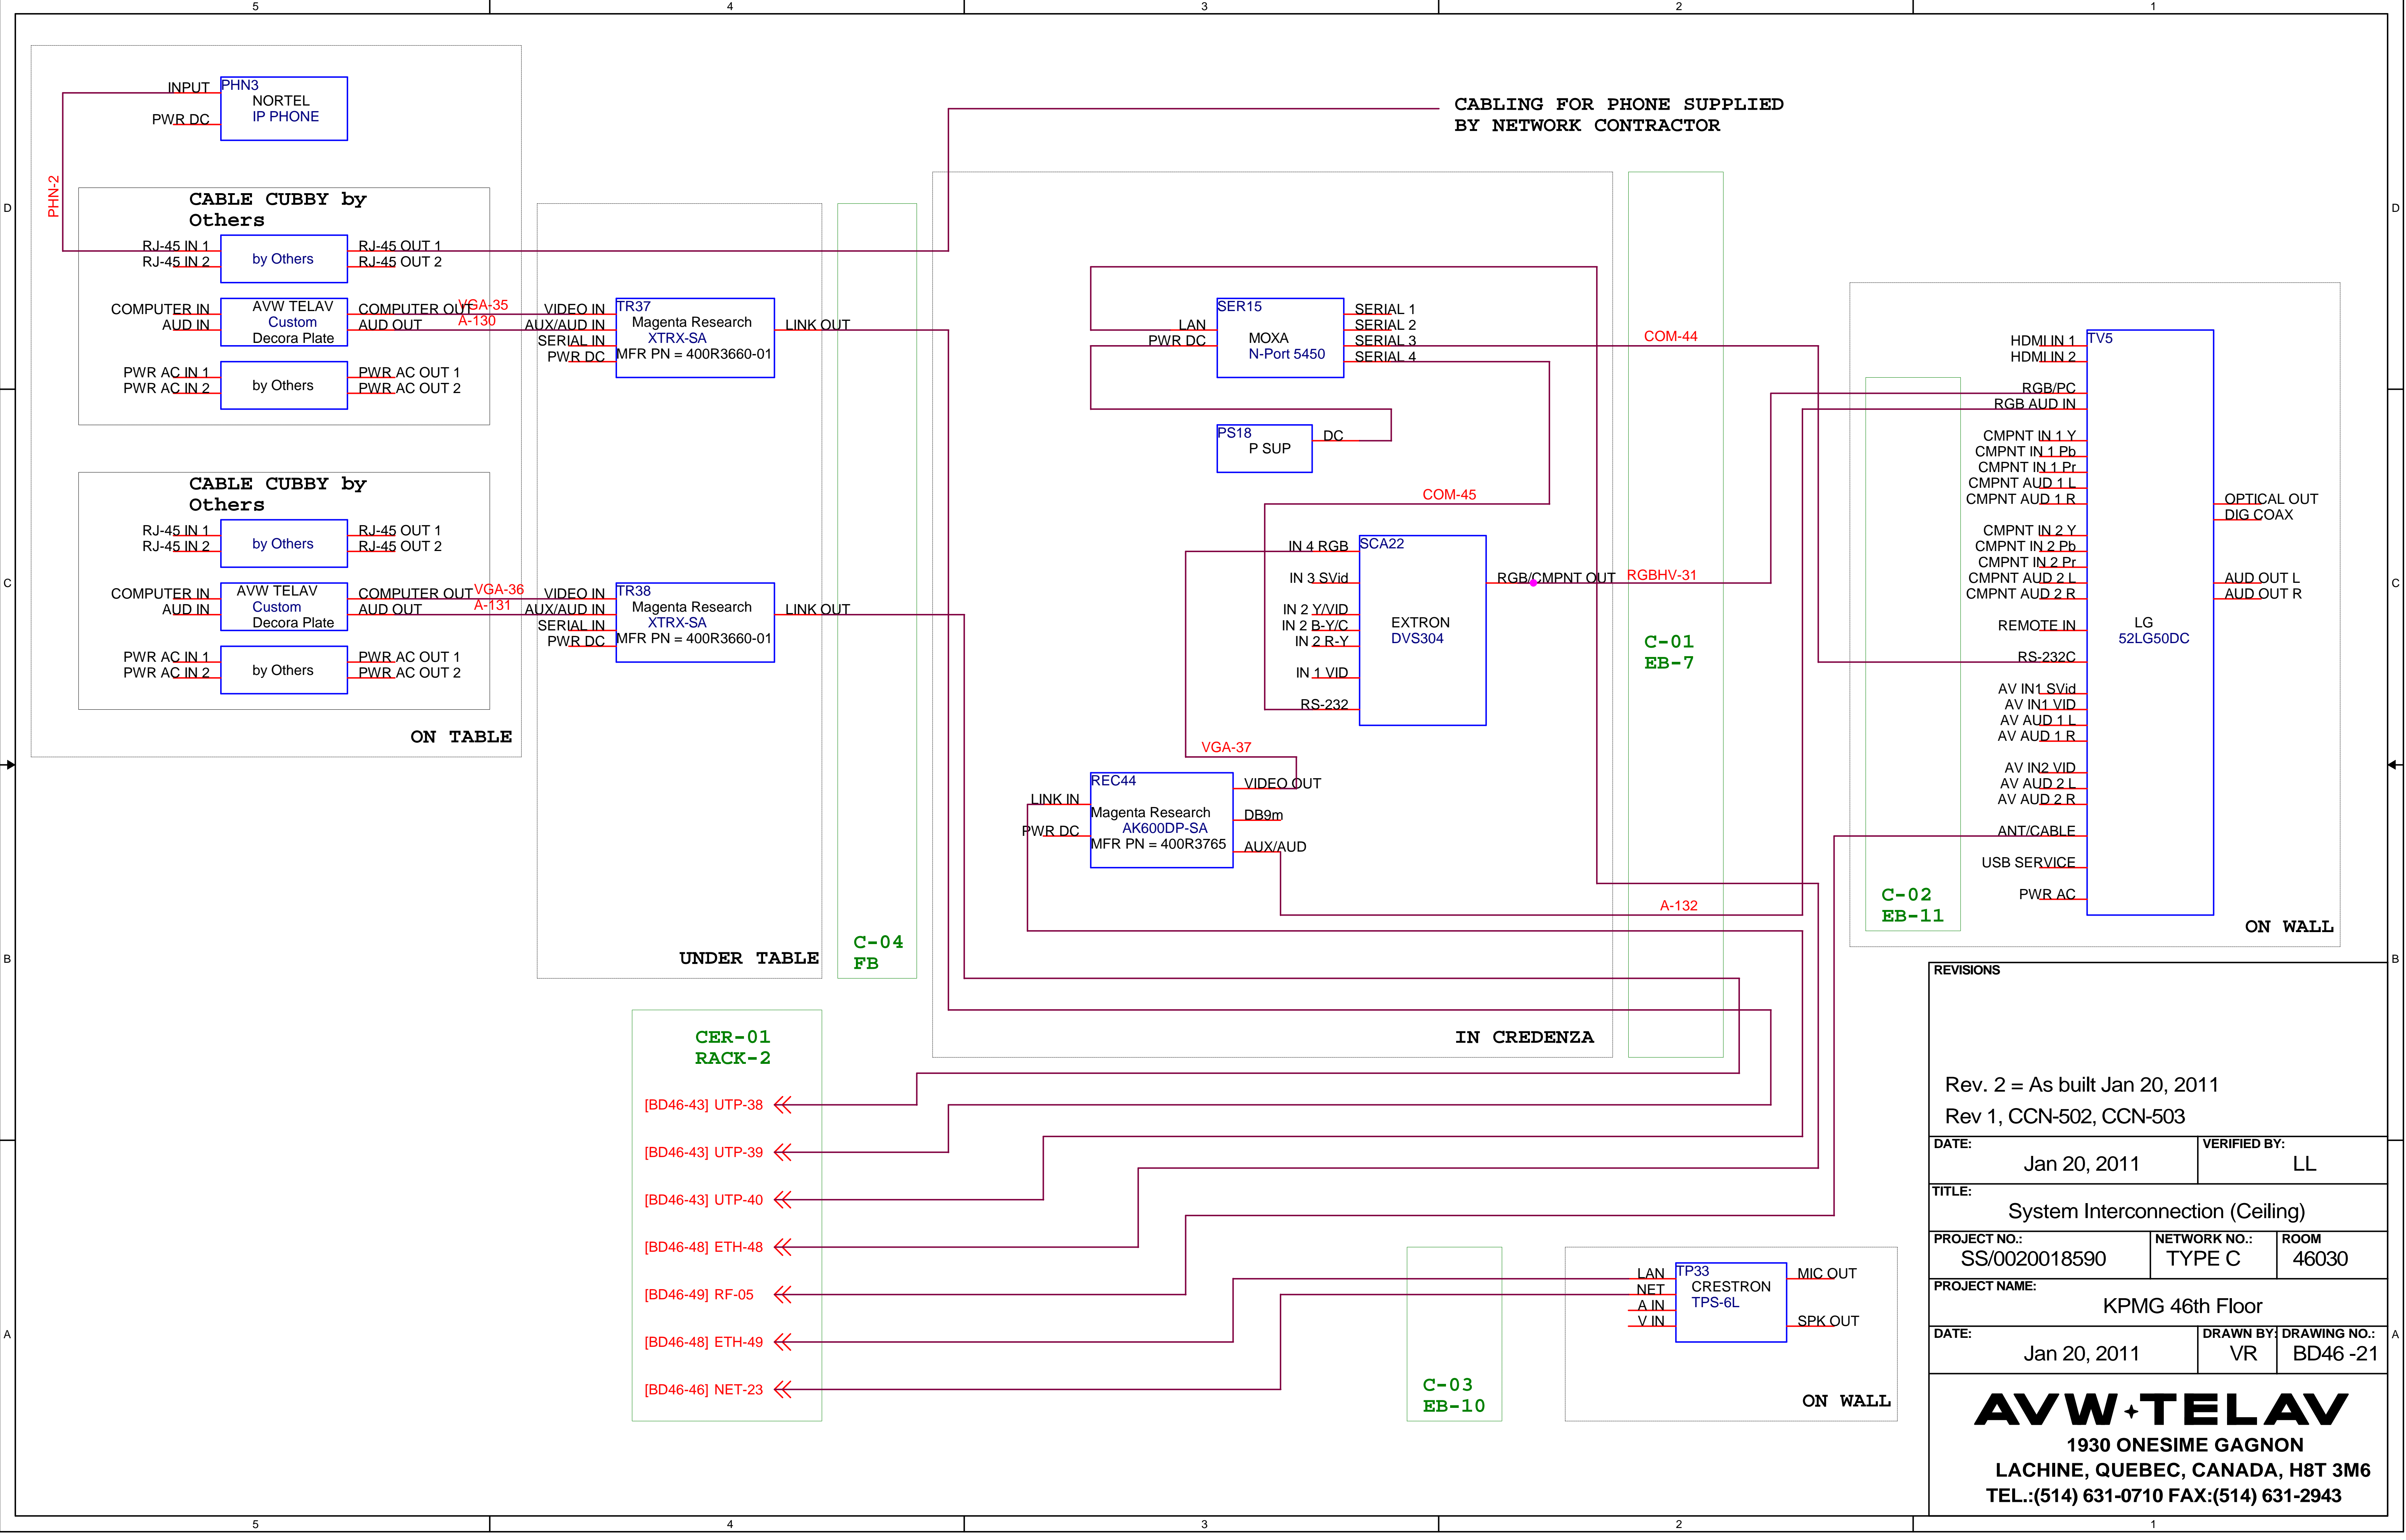 5 4 3 2 1
D
C
B
A
INPUT
PWR DC
PHN3
NORTEL
IP PHONE
PHN-2
CABLE CUBBY by
Others
RJ-45 IN 1
RJ-45 IN 2
by Others
RJ-45 OUT 1
RJ-45 OUT 2
COMPUTER IN
AUD IN
AVW TELAV
Custom
Decora Plate
COMPUTER OUT
AUD OUT
VGA-35
A-130
PWR AC IN 1
PWR AC IN 2
by Others
PWR AC OUT 1
PWR AC OUT 2
CABLE CUBBY by
Others
RJ-45 IN 1
RJ-45 IN 2
by Others
RJ-45 OUT 1
RJ-45 OUT 2
COMPUTER IN
AUD IN
AVW TELAV
Custom
Decora Plate
COMPUTER OUT
AUD OUT
VGA-36
A-131
PWR AC IN 1
PWR AC IN 2
by Others
PWR AC OUT 1
PWR AC OUT 2
ON TABLE
VIDEO IN
AUX/AUD IN
SERIAL IN
PWR DC
TR37
Magenta Research
XTRX-SA
MFR PN = 400R3660-01
LINK OUT
VIDEO IN
AUX/AUD IN
SERIAL IN
PWR DC
TR38
Magenta Research
XTRX-SA
MFR PN = 400R3660-01
LINK OUT
UNDER TABLE
C-04
FB
CABLING FOR PHONE SUPPLIED
BY NETWORK CONTRACTOR
LAN
PWR DC
SER15
MOXA
N-Port 5450
SERIAL 1
SERIAL 2
SERIAL 3
SERIAL 4
COM-44
PS18
P SUP
DC
COM-45
IN 4 RGB
IN 3 SVid
IN 2 Y/VID
IN 2 B-Y/C
IN 2 R-Y
IN 1 VID
RS-232
SCA22
EXTRON
DVS304
RGB/CMPNT OUT
RGBHV-31
VGA-37
LINK IN
PWR DC
REC44
Magenta Research
AK600DP-SA
MFR PN = 400R3765
VIDEO OUT
DB9m
AUX/AUD
A-132
IN CREDENZA
C-01
EB-7
HDMI IN 1
HDMI IN 2
RGB/PC
RGB AUD IN
CMPNT IN 1 Y
CMPNT IN 1 Pb
CMPNT IN 1 Pr
CMPNT AUD 1 L
CMPNT AUD 1 R
CMPNT IN 2 Y
CMPNT IN 2 Pb
CMPNT IN 2 Pr
CMPNT AUD 2 L
CMPNT AUD 2 R
REMOTE IN
RS-232C
AV IN1 SVid
AV IN1 VID
AV AUD 1 L
AV AUD 1 R
AV IN2 VID
AV AUD 2 L
AV AUD 2 R
ANT/CABLE
USB SERVICE
PWR AC
TV5
LG
52LG50DC
OPTICAL OUT
DIG COAX
AUD OUT L
AUD OUT R
C-02
EB-11
ON WALL
CER-01
RACK-2
[BD46-43] UTP-38
[BD46-43] UTP-39
[BD46-43] UTP-40
[BD46-48] ETH-48
[BD46-49] RF-05
[BD46-48] ETH-49
[BD46-46] NET-23
C-03
EB-10
LAN
NET
A IN
V IN
TP33
CRESTRON
TPS-6L
MIC OUT
SPK OUT
ON WALL
REVISIONS
Rev. 2 = As built Jan 20, 2011
Rev 1, CCN-502, CCN-503
DATE:
Jan 20, 2011
VERIFIED BY:
LL
TITLE:
System Interconnection (Ceiling)
PROJECT NO.:
SS/0020018590
NETWORK NO.:
TYPE C
ROOM
46030
PROJECT NAME:
KPMG 46th Floor
DATE:
Jan 20, 2011
DRAWN BY:
VR
DRAWING NO.:
BD46 -21
AVW TELAV
1930 ONESIME GAGNON
LACHINE, QUEBEC, CANADA, H8T 3M6
TEL.:(514) 631-0710 FAX:(514) 631-2943
D
C
B
A
5 4 3 2 1